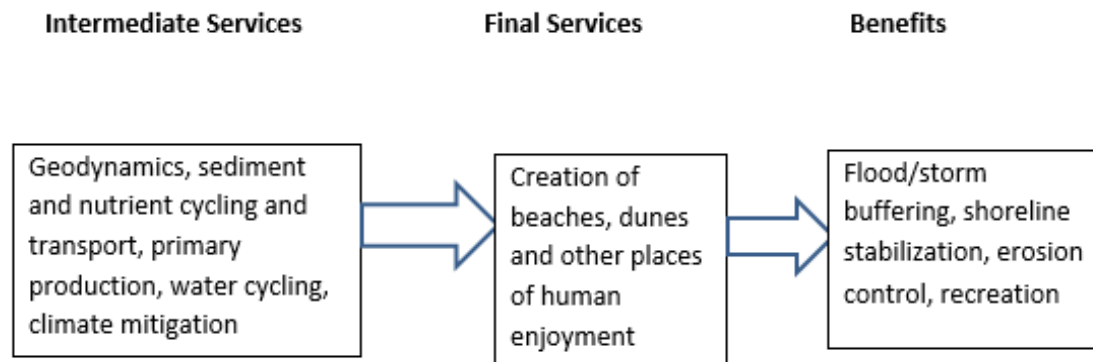 Intermediate Services
Final Services
Benefits
Geodynamics, sediment
and nutrient cycling and
transport, primary
production, water cycling,
climate mitigation
Creation of
beaches, dunes
and other places
of human
enjoyment
Flood/storm
buffering, shoreline
stabilization, erosion
control, recreation